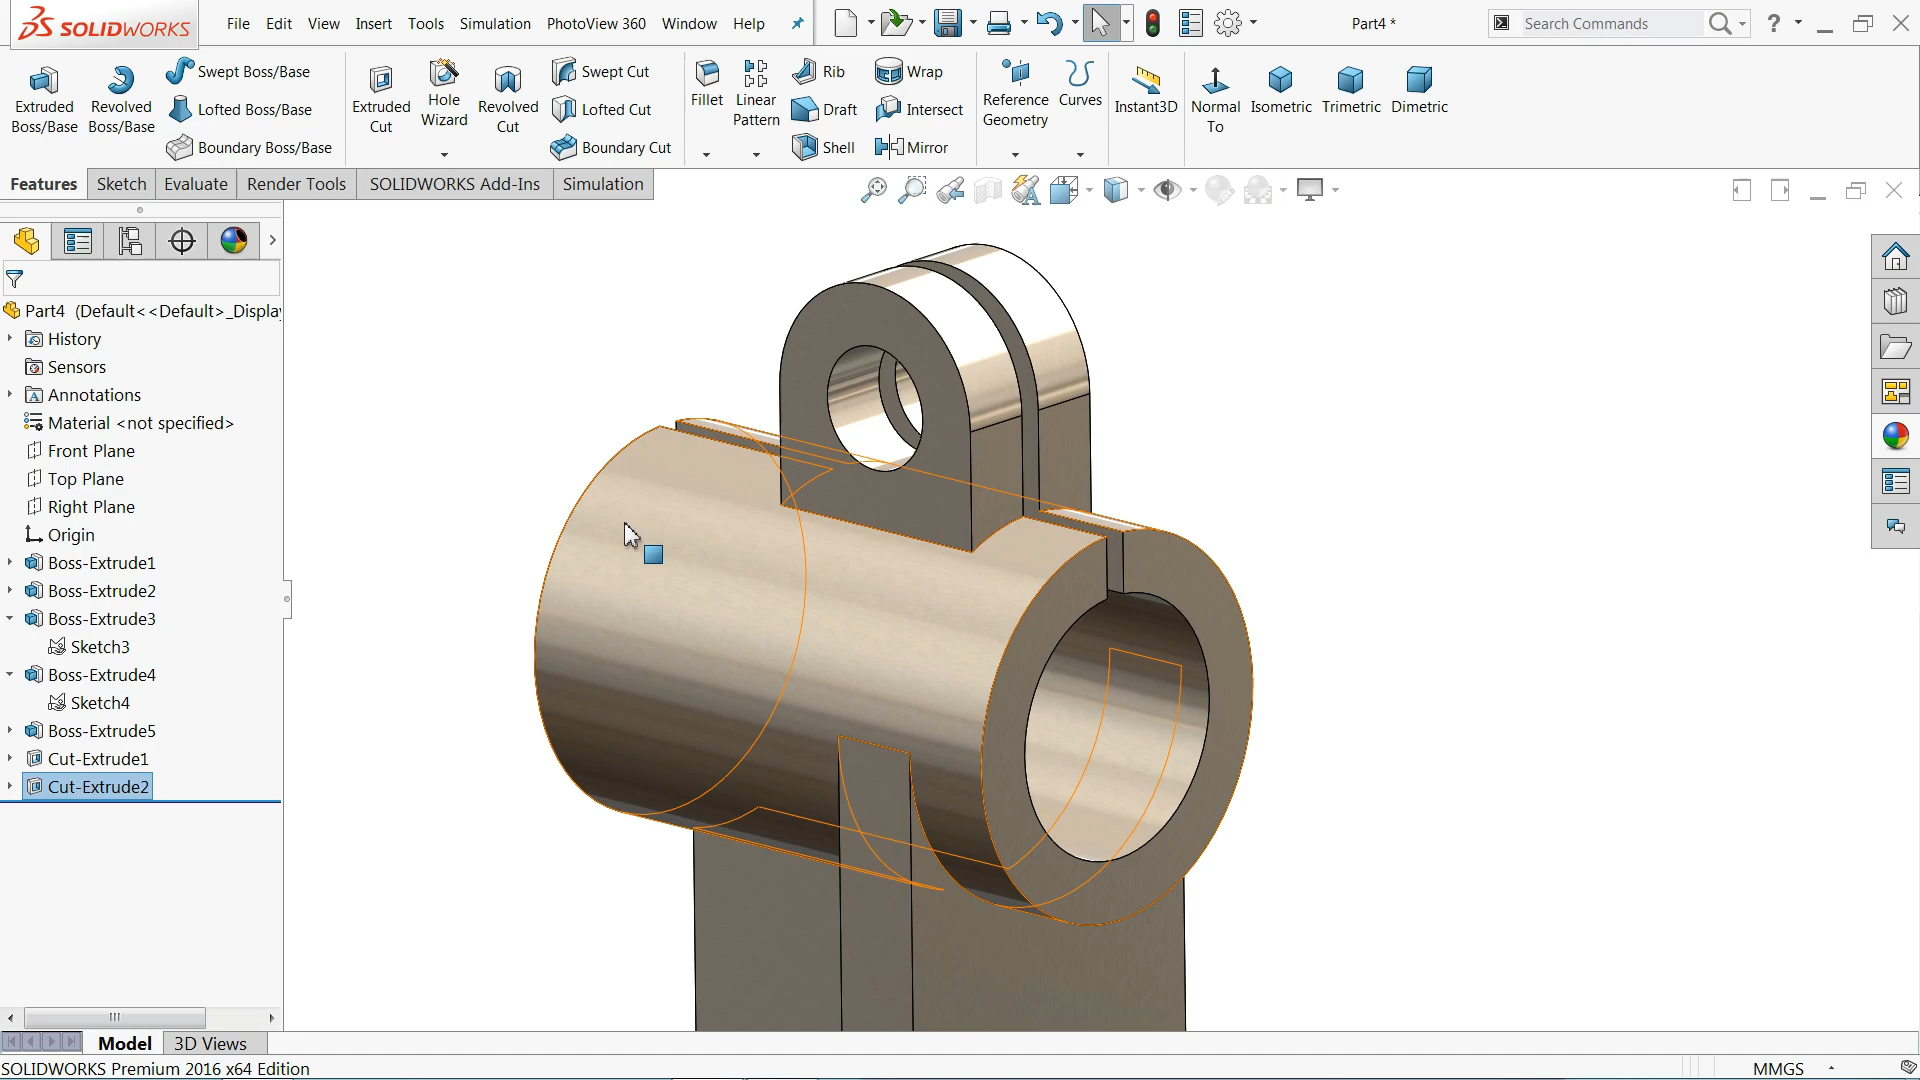 SOLIDWORKS File Edit View Insert Tools Simulation PhotoView 360 Window Help Part4 * Search Commands ?
Extruded Boss/Base
Revolved Boss/Base
Swept Boss/Base
Lofted Boss/Base
Boundary Boss/Base
Extruded Cut
Hole Wizard
Revolved Cut
Swept Cut
Lofted Cut
Boundary Cut
Fillet
Linear Pattern
Rib
Draft
Shell
Wrap
Intersect
Mirror
Reference Geometry
Curves
Instant3D
Normal To
Isometric
Trimetric
Dimetric
Features Sketch Evaluate Render Tools SOLIDWORKS Add-Ins Simulation
Part4 (Default<<Default>_Displa
History
Sensors
Annotations
Material <not specified>
Front Plane
Top Plane
Right Plane
Origin
Boss-Extrude1
Boss-Extrude2
Boss-Extrude3
Sketch3
Boss-Extrude4
Sketch4
Boss-Extrude5
Cut-Extrude1
Cut-Extrude2
Model 3D Views
SOLIDWORKS Premium 2016 x64 Edition MMGS